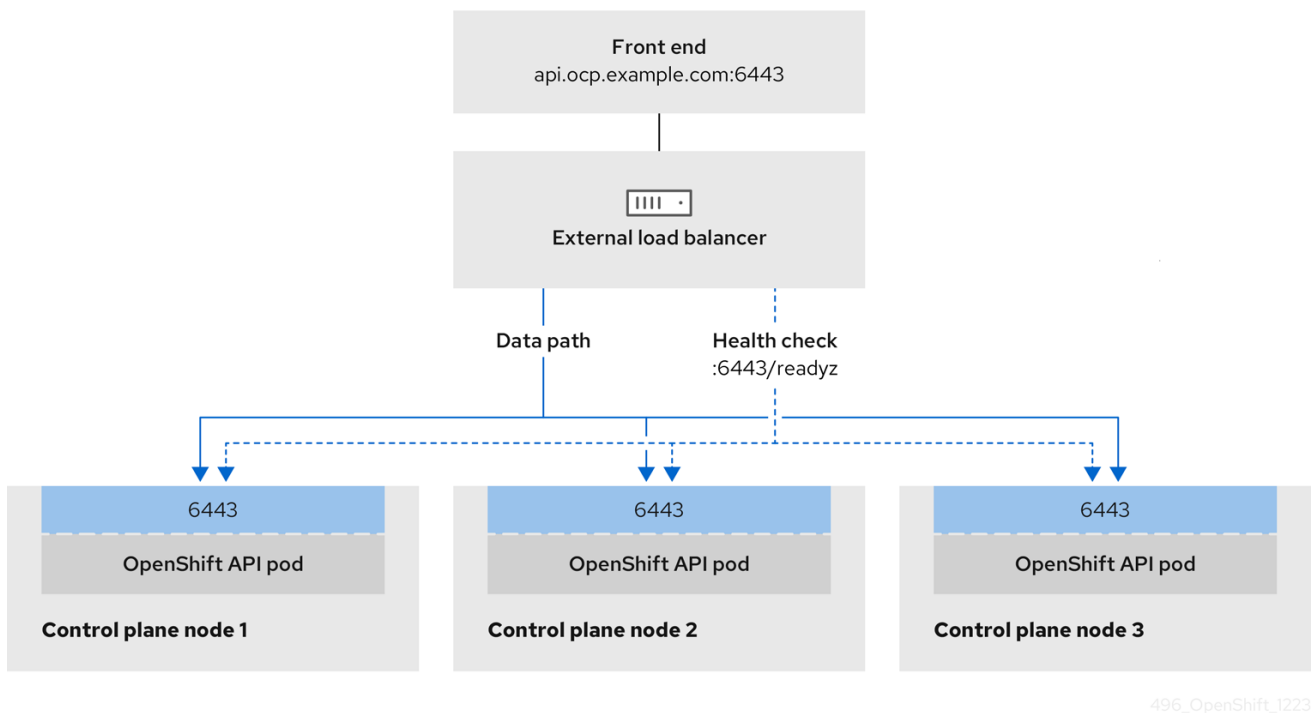 Front end
api.ocp.example.com:6443
External load balancer
Data path
Health check
:6443/readyz
6443
6443
6443
OpenShift API pod
OpenShift API pod
OpenShift API pod
Control plane node 1
Control plane node 2
Control plane node 3
496_OpenShift_1223